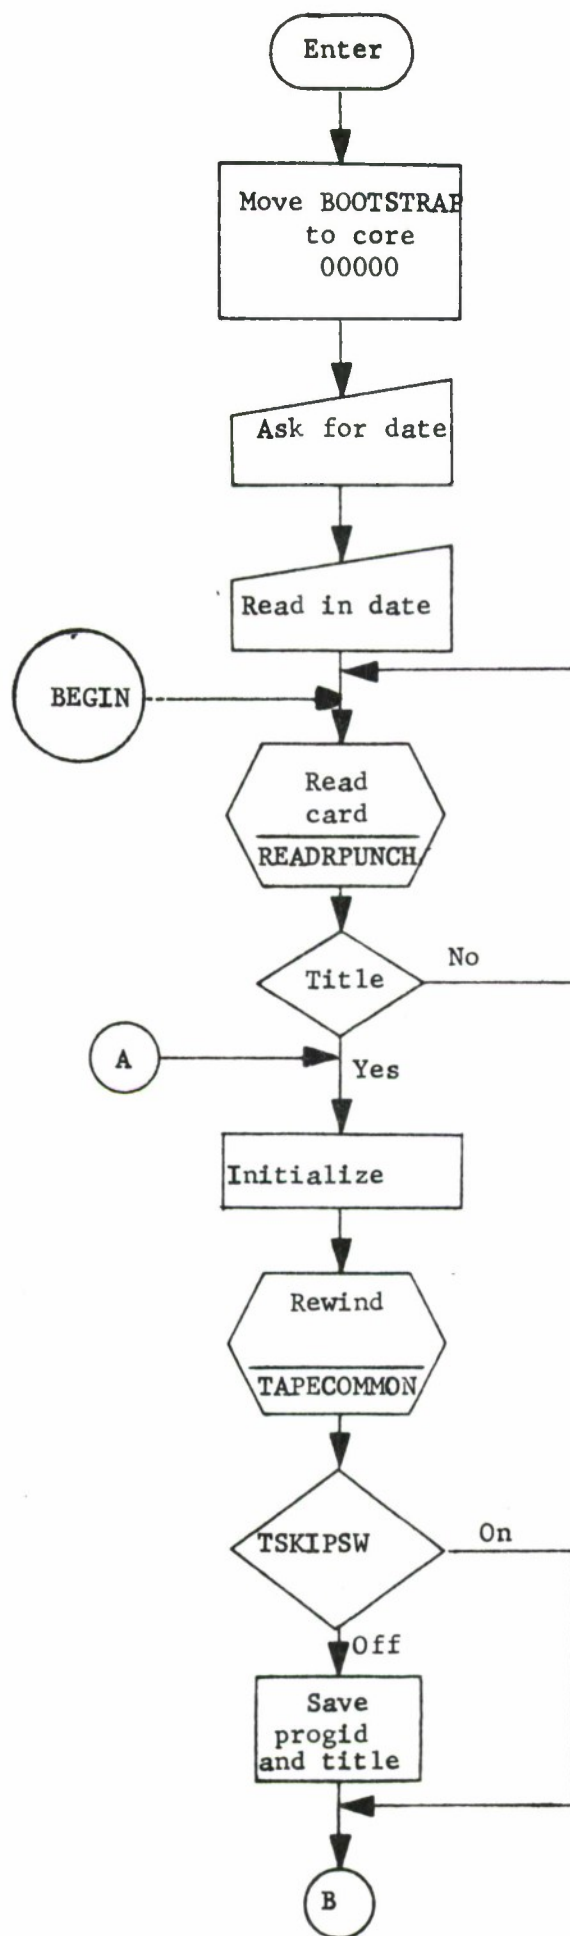 Enter
Move BOOTSTRAP
to core
00000
Ask for date
Read in date
BEGIN
Read
card
READRPUNCH
Title
No
A
Yes
Initialize
Rewind
TAPECOMMON
TSKIPSW
On
Off
Save
progid
and title
B